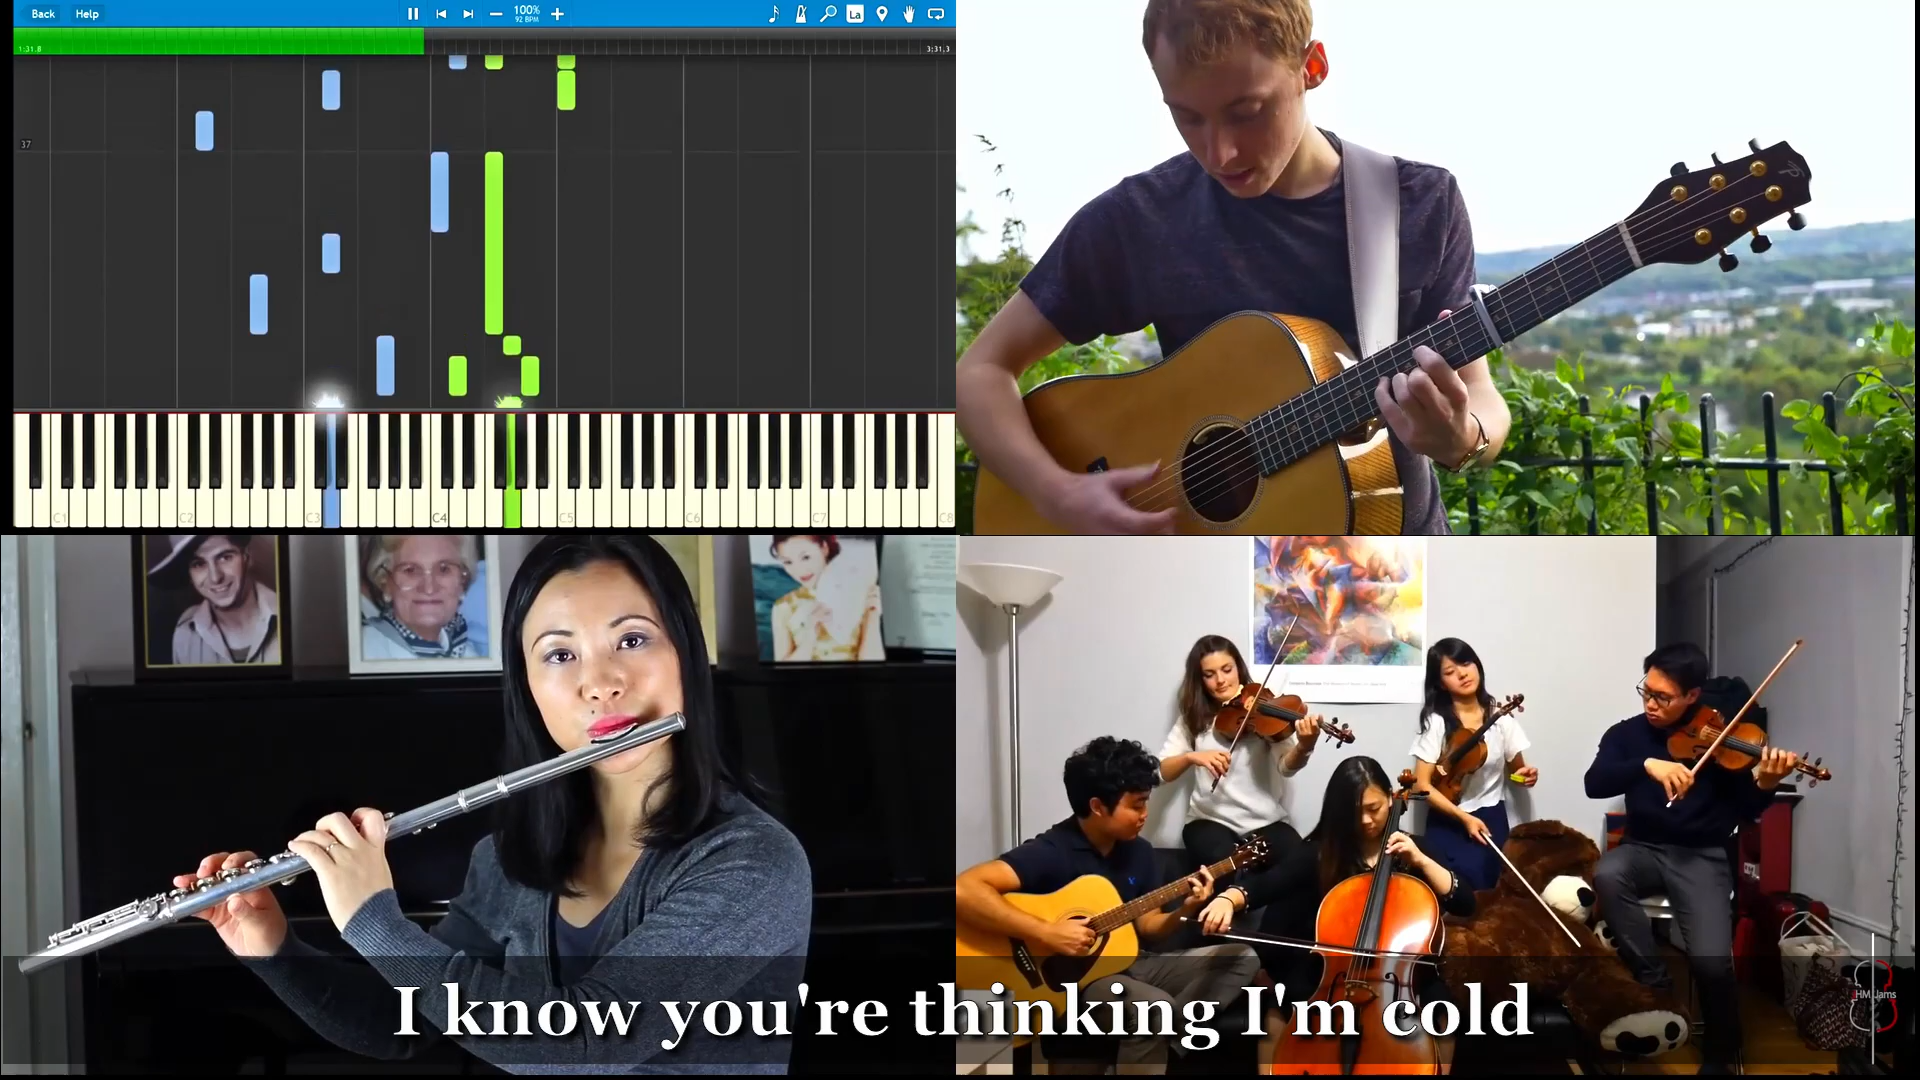 Back Help 100% La
92 BPM
1:31.8 3:31.3
37
C1 C2 C3 C4 C5 C6 C7 C8
HM Jams
I know you're thinking I'm cold